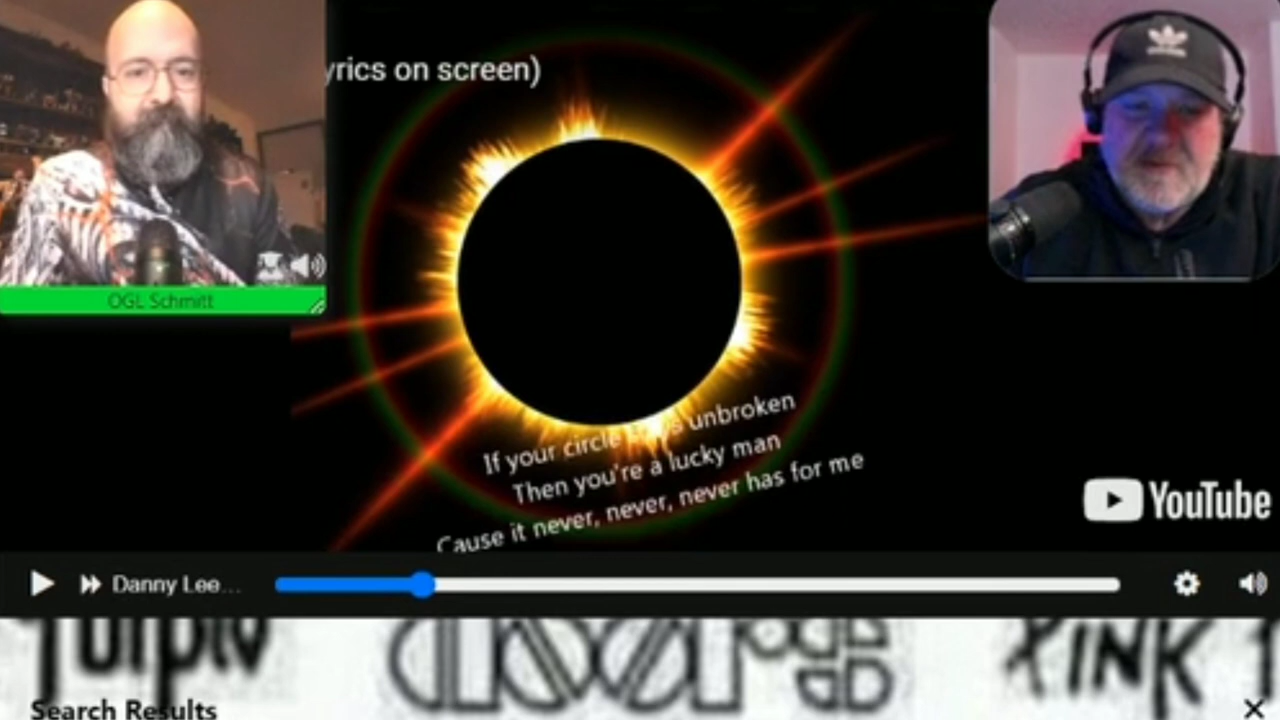 yrics on screen)
OGL Schmitt
If your circle unbroken
Then you're a lucky man
Cause it never, never, never has for me
YouTube
Danny Lee...
Search Results